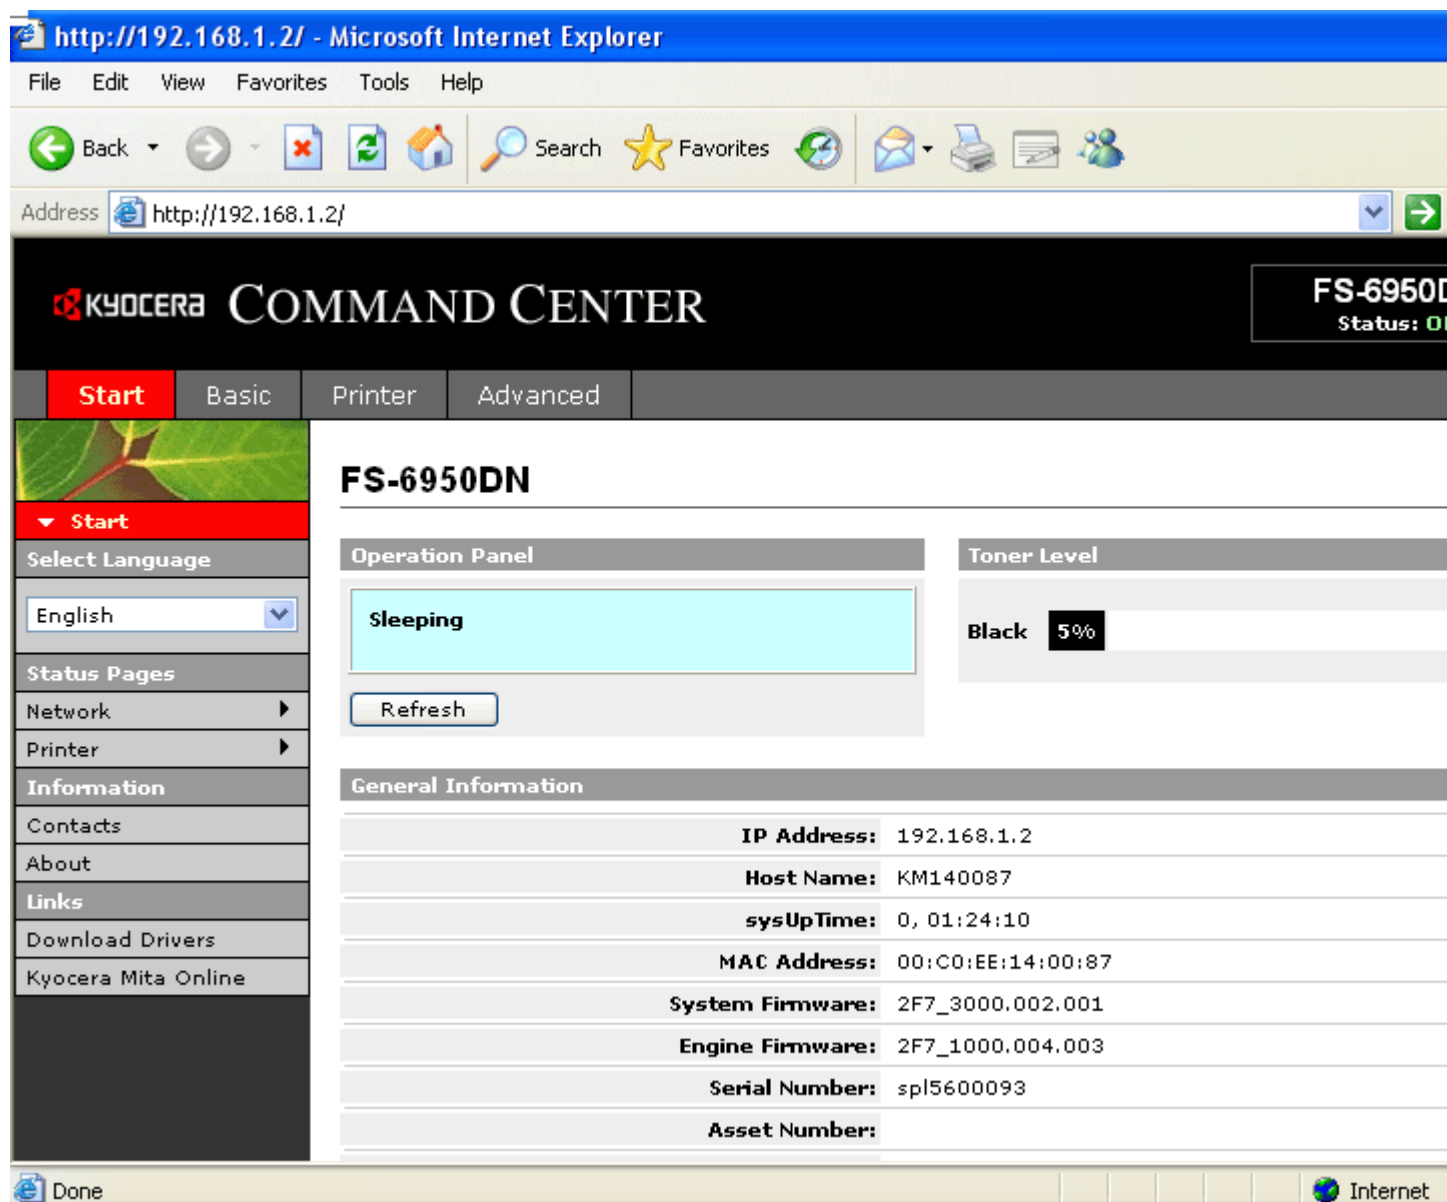 http://192.168.1.2/ - Microsoft Internet Explorer
File Edit View Favorites Tools Help
Back Search Favorites
Address http://192.168.1.2/
KYOCERA COMMAND CENTER
FS-6950D
Status:
Start Basic Printer Advanced
FS-6950DN
Start
Select Language
English
Status Pages
Network
Printer
Information
Contacts
About
Links
Download Drivers
Kyocera Mita Online
Operation Panel
Sleeping
Refresh
Toner Level
Black 5%
General Information
IP Address: 192.168.1.2
Host Name: KM140087
sysUpTime: 0, 01:24:10
MAC Address: 00:C0:EE:14:00:87
System Firmware: 2F7_3000.002.001
Engine Firmware: 2F7_1000.004.003
Serial Number: spl5600093
Asset Number:
Done Internet